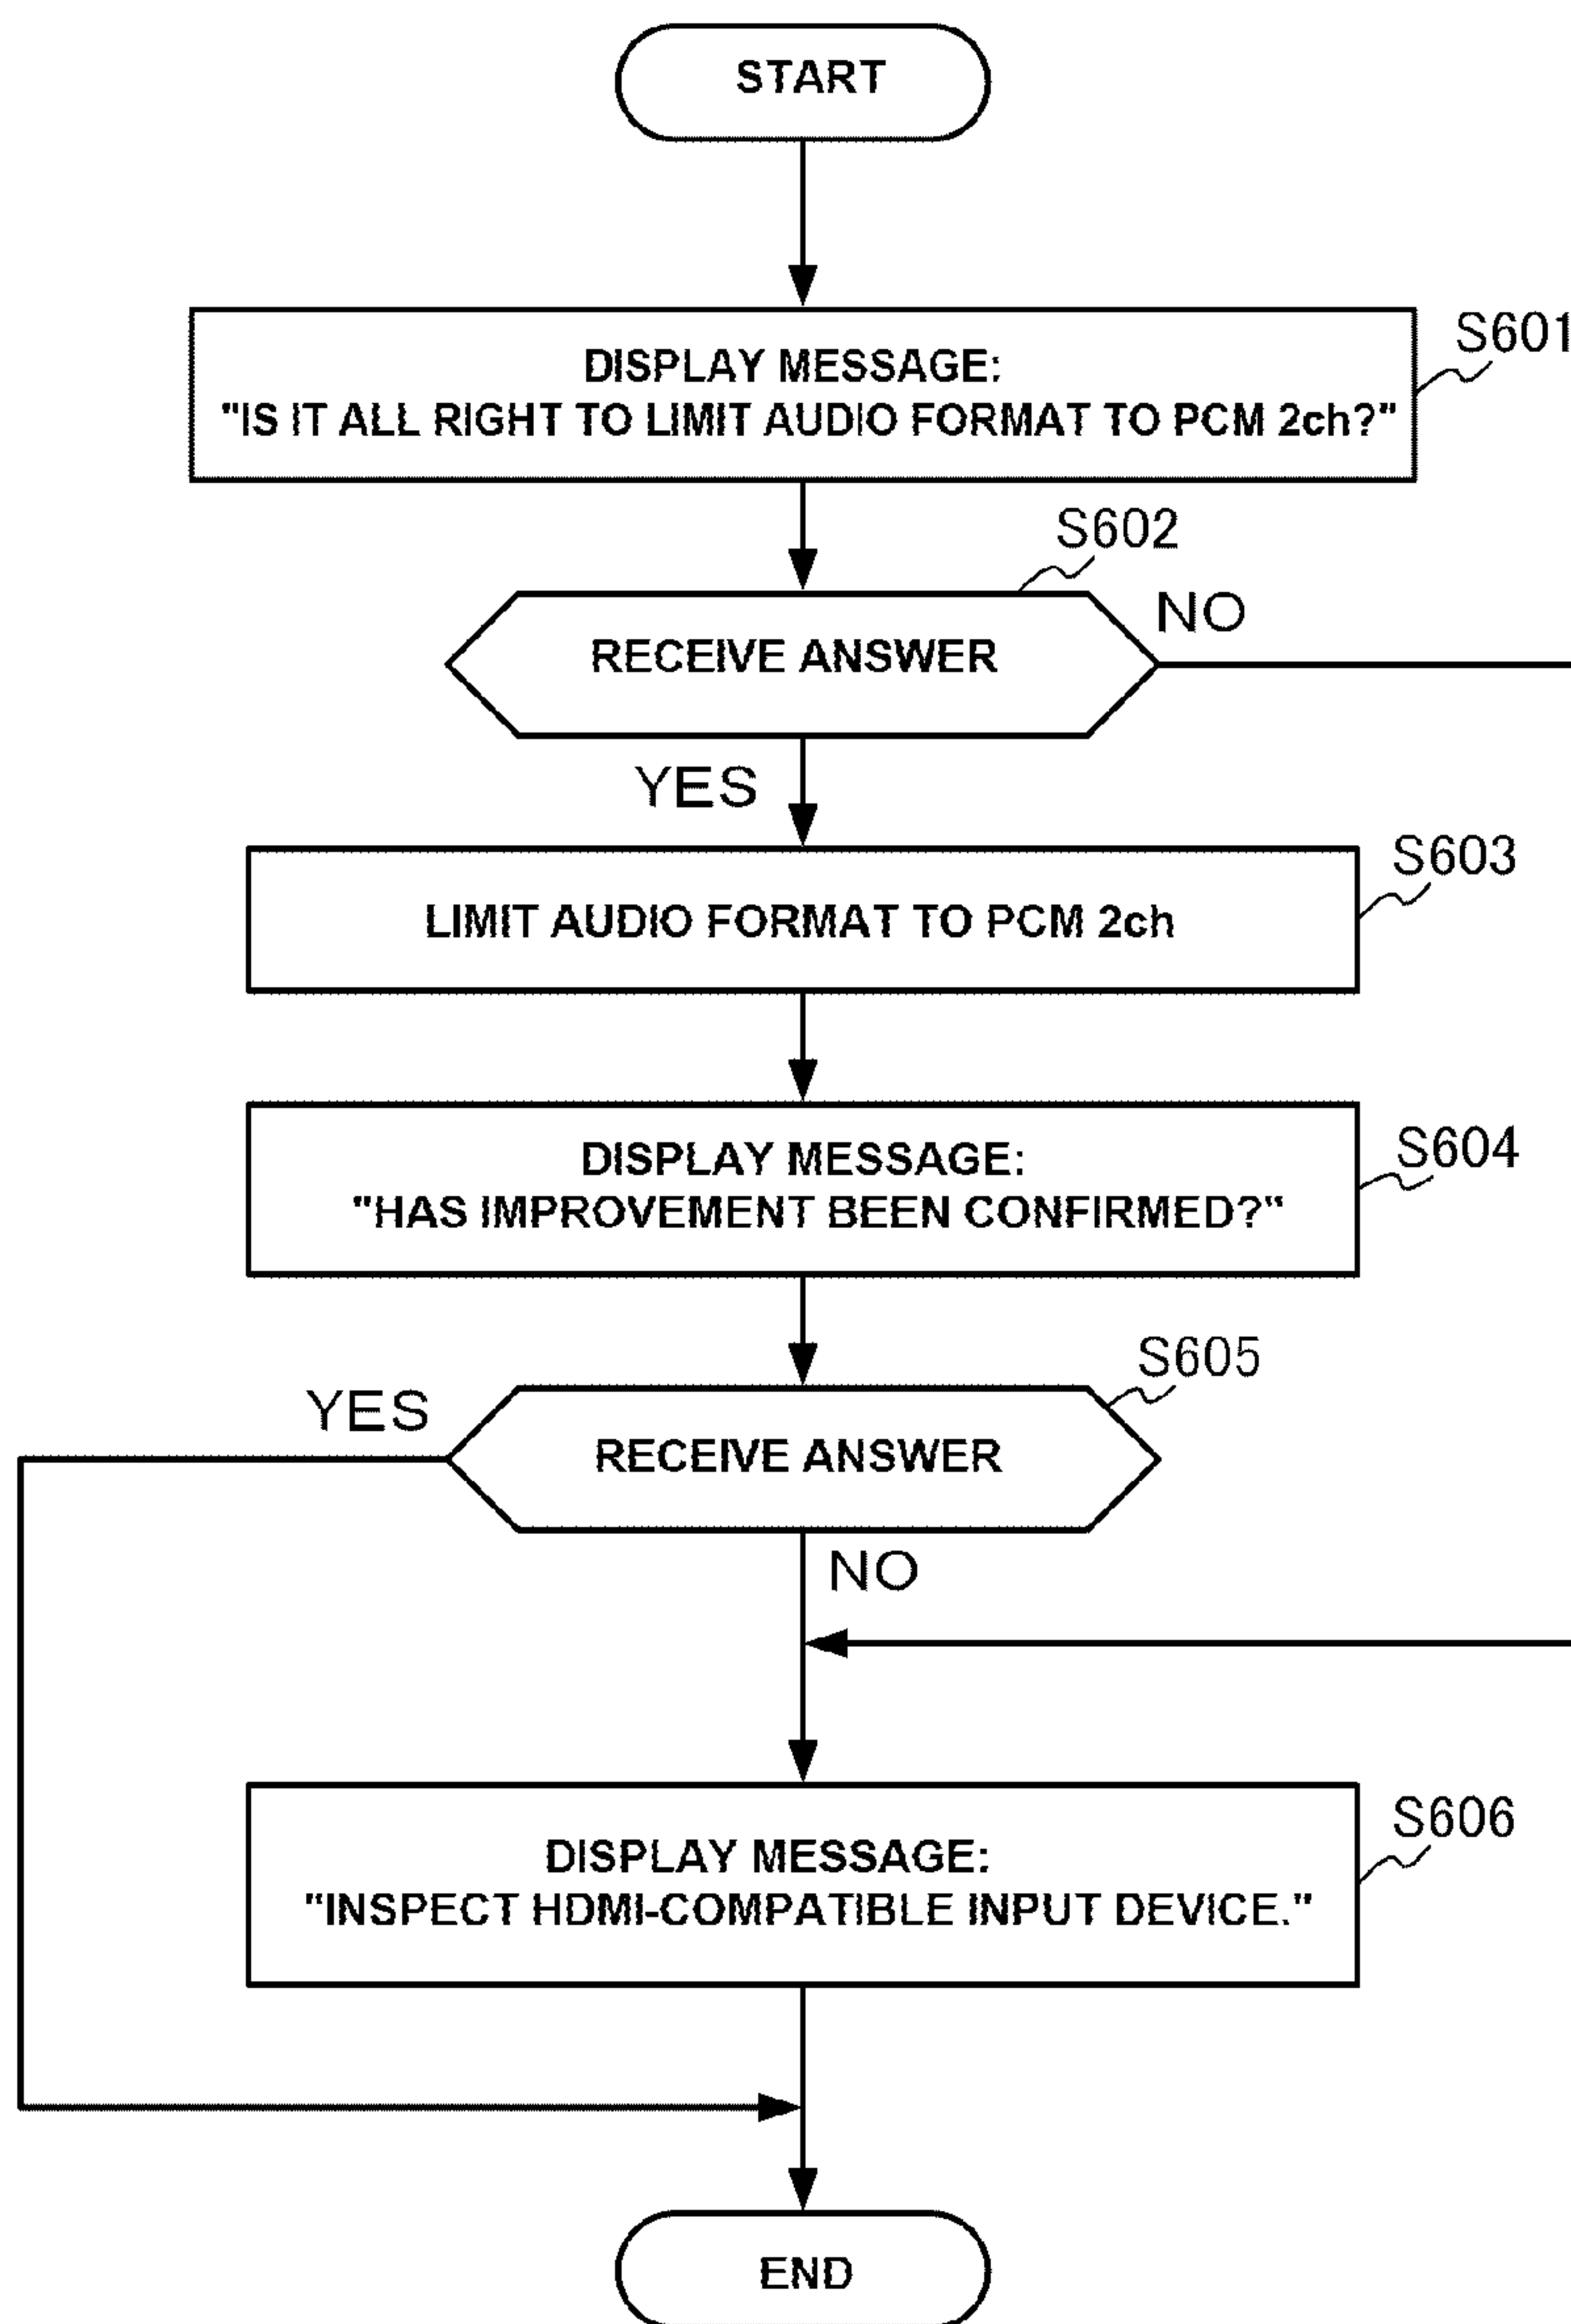 START
S601
DISPLAY MESSAGE:
"IS IT ALL RIGHT TO LIMIT AUDIO FORMAT TO PCM 2ch?"
S602
NO
RECEIVE ANSWER
YES
S603
LIMIT AUDIO FORMAT TO PCM 2ch
S604
DISPLAY MESSAGE:
"HAS IMPROVEMENT BEEN CONFIRMED?"
S605
YES
RECEIVE ANSWER
NO
S606
DISPLAY MESSAGE:
"INSPECT HDMI-COMPATIBLE INPUT DEVICE."
END